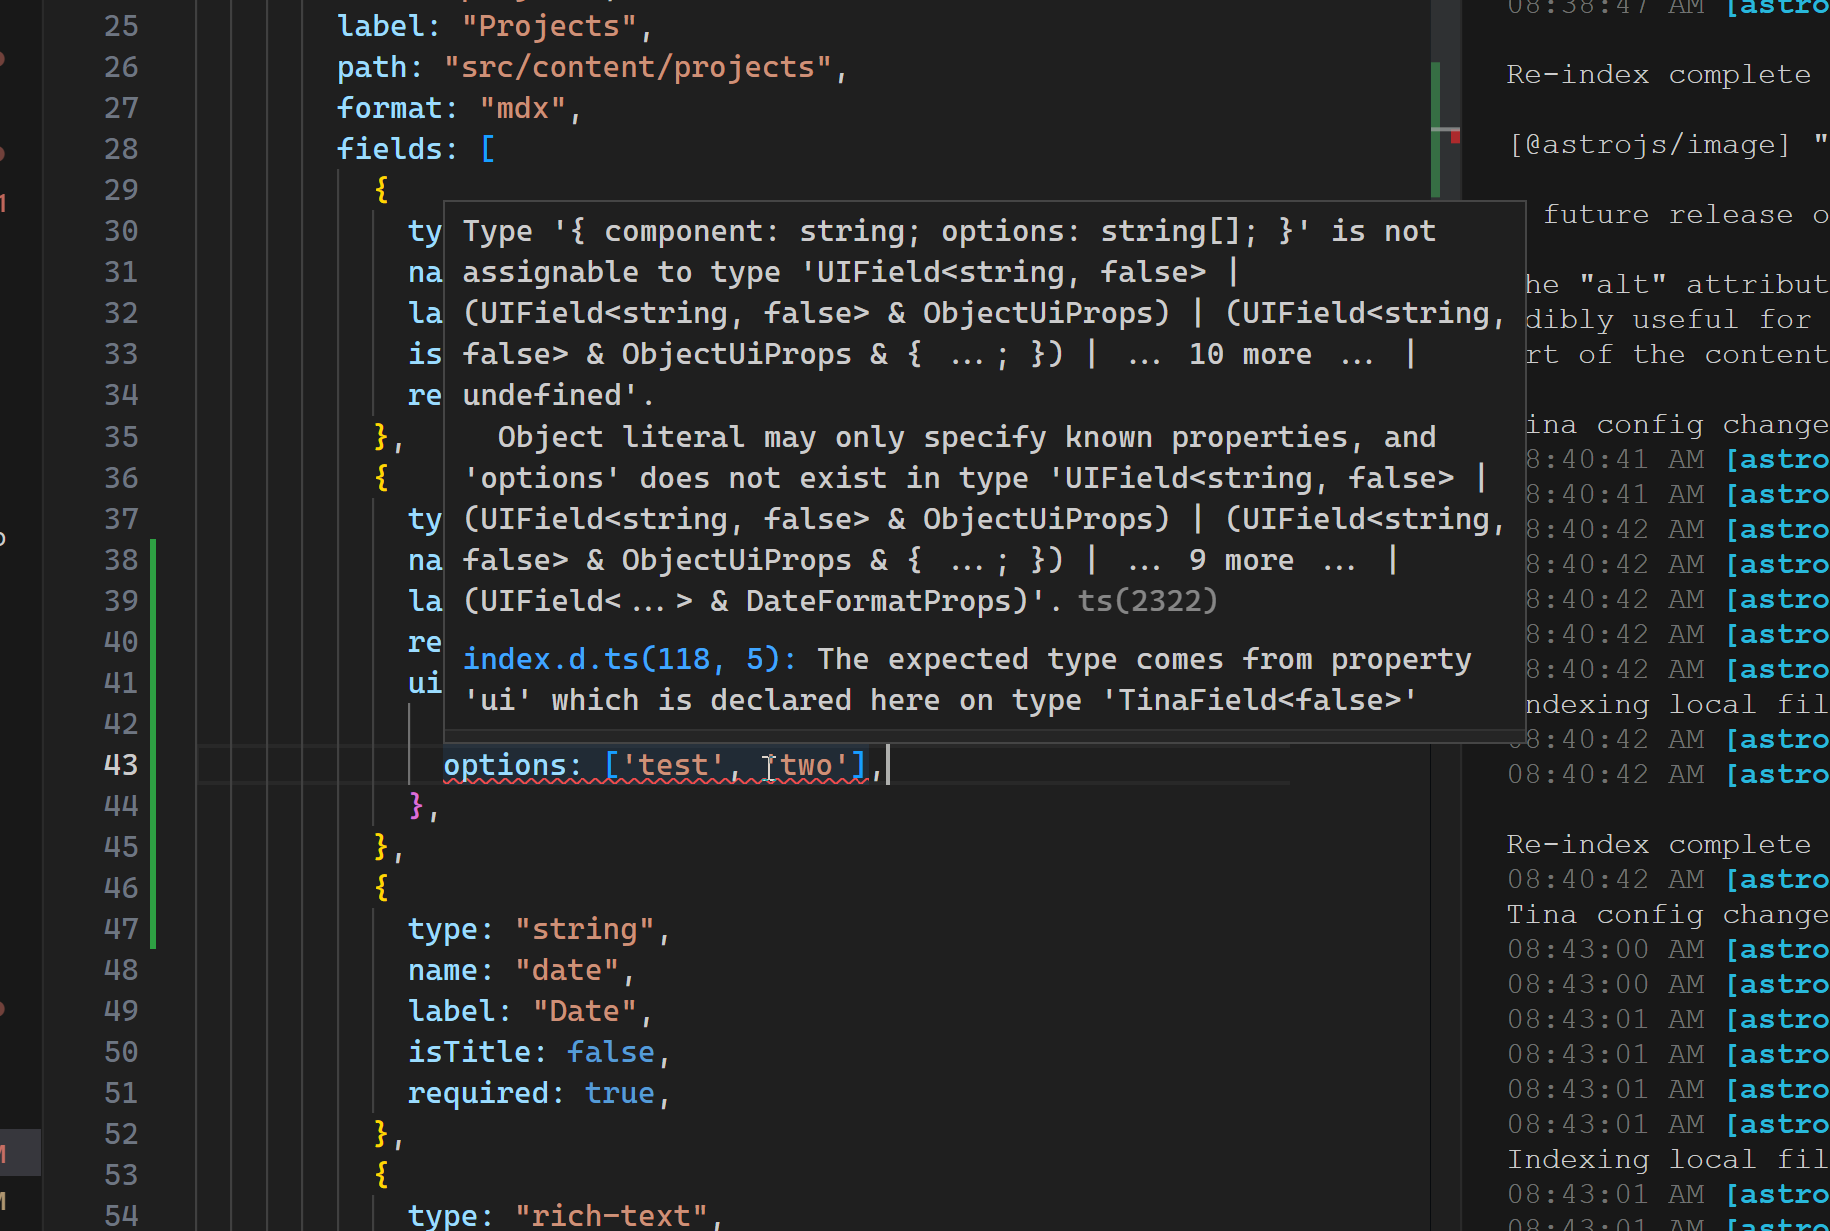 25 label: "Projects",
26 path: "src/content/projects",
27 format: "mdx",
28 fields: [
29 {
30 ty
31 na
32 la
33 is
34 re
35 },
36 {
37 ty
38 na
39 la
40 re
41 ui
42
43 options: ['test', 'two'],
44 },
45 },
46 {
47 type: "string",
48 name: "date",
49 label: "Date",
50 isTitle: false,
51 required: true,
52 },
53 {
54 type: "rich-text",
Type '{ component: string; options: string[]; }' is not
assignable to type 'UIField<string, false> |
(UIField<string, false> & ObjectUiProps) | (UIField<string,
false> & ObjectUiProps & { ...; }) | ... 10 more ... |
undefined'.
Object literal may only specify known properties, and
'options' does not exist in type 'UIField<string, false> |
(UIField<string, false> & ObjectUiProps) | (UIField<string,
false> & ObjectUiProps & { ...; }) | ... 9 more ... |
(UIField<...> & DateFormatProps)'. ts(2322)
index.d.ts(118, 5): The expected type comes from property
'ui' which is declared here on type 'TinaField<false>'
08:38:47 AM [astro
Re-index complete
[@astrojs/image] "
future release o
he "alt" attribut
dibly useful for
rt of the content
ina config change
8:40:41 AM [astro
8:40:41 AM [astro
8:40:42 AM [astro
8:40:42 AM [astro
8:40:42 AM [astro
8:40:42 AM [astro
8:40:42 AM [astro
ndexing local fil
08:40:42 AM [astro
08:40:42 AM [astro
Re-index complete
08:40:42 AM [astro
Tina config change
08:43:00 AM [astro
08:43:00 AM [astro
08:43:01 AM [astro
08:43:01 AM [astro
08:43:01 AM [astro
08:43:01 AM [astro
Indexing local fil
08:43:01 AM [astro
08:43:01 AM [astro